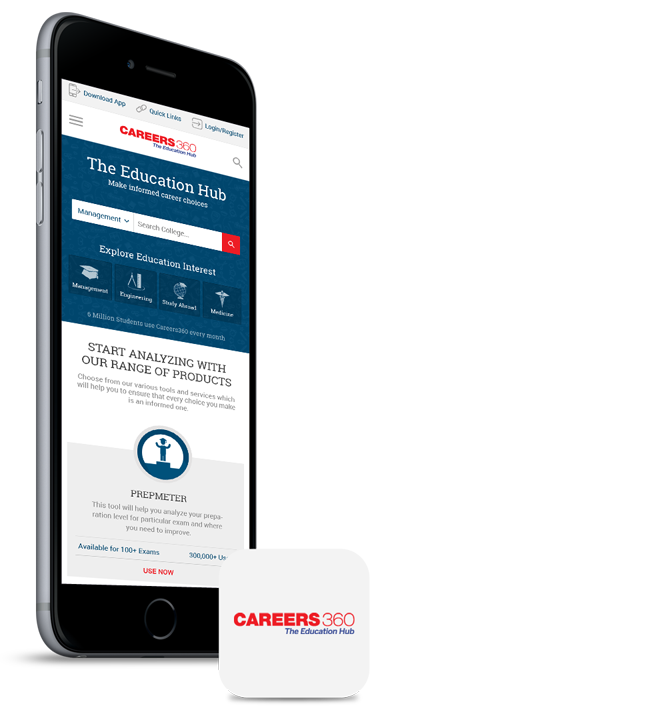 Download App
Quick Links
Login/Register
CAREERS360
The Education Hub
The Education Hub
Make informed career choices
Management
Search College...
Explore Education Interest
Management
Engineering
Study Abroad
Medicine
6 Million Students use Careers360 every month
START ANALYZING WITH
OUR RANGE OF PRODUCTS
Choose from our various tools and services which
will help you to ensure that every choice you make
is an informed one.
PREPMETER
This tool will help you analyze your prepa-
ration level for particular exam and where
you need to improve.
Available for 100+ Exams
300,000+ Us
USE NOW
CAREERS360
The Education Hub